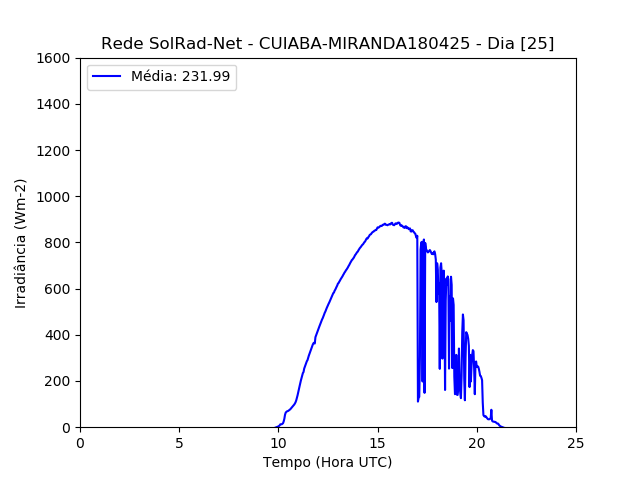 Rede SolRad-Net - CUIABA-MIRANDA180425 - Dia [25]
Média: 231.99
1600
1400
1200
1000
800
600
400
200
0
Irradiância (Wm-2)
0 5 10 15 20 25
Tempo (Hora UTC)